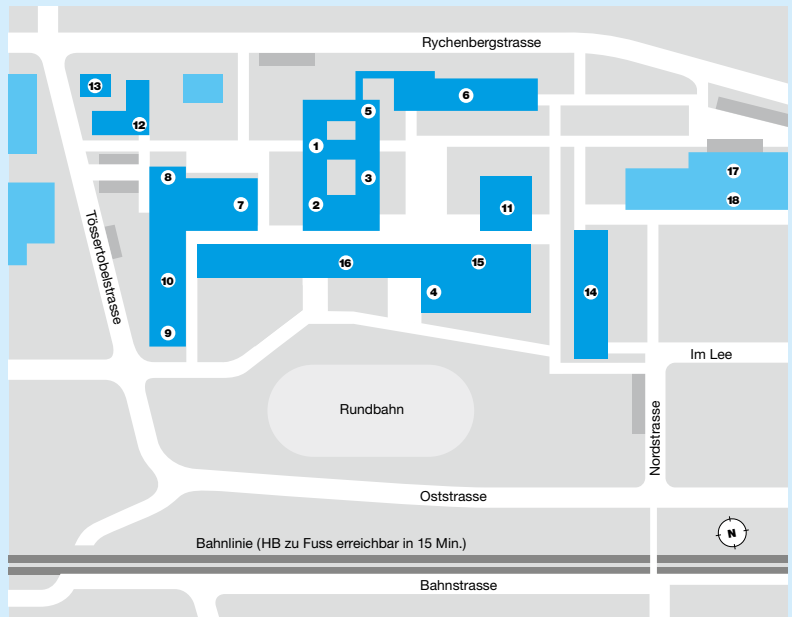 Rychenbergstrasse
13
6
5
12
1
17
8
3
18
7
2
11
Tössertobelstrasse
16
15
10
4
14
9
Im Lee
Rundbahn
Nordstrasse
Oststrasse
N
Bahnlinie (HB zu Fuss erreichbar in 15 Min.)
Bahnstrasse